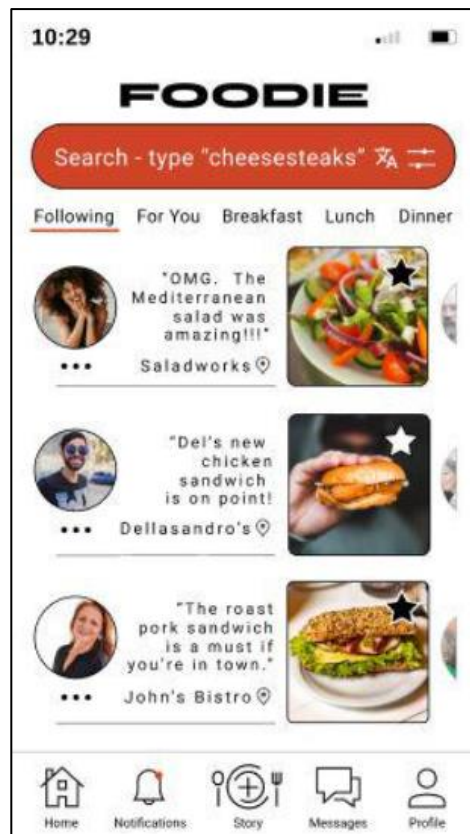 10:29
FOODIE
Search - type "cheesesteaks"
Following For You Breakfast Lunch Dinner
"OMG. The
Mediterranean
salad was
amazing!!!"
Saladworks
"Del's new
chicken
sandwich
is on point!
Dellasandro's
"The roast
pork sandwich
is a must if
you're in town."
John's Bistro
Home Notifications Story Messages Profile